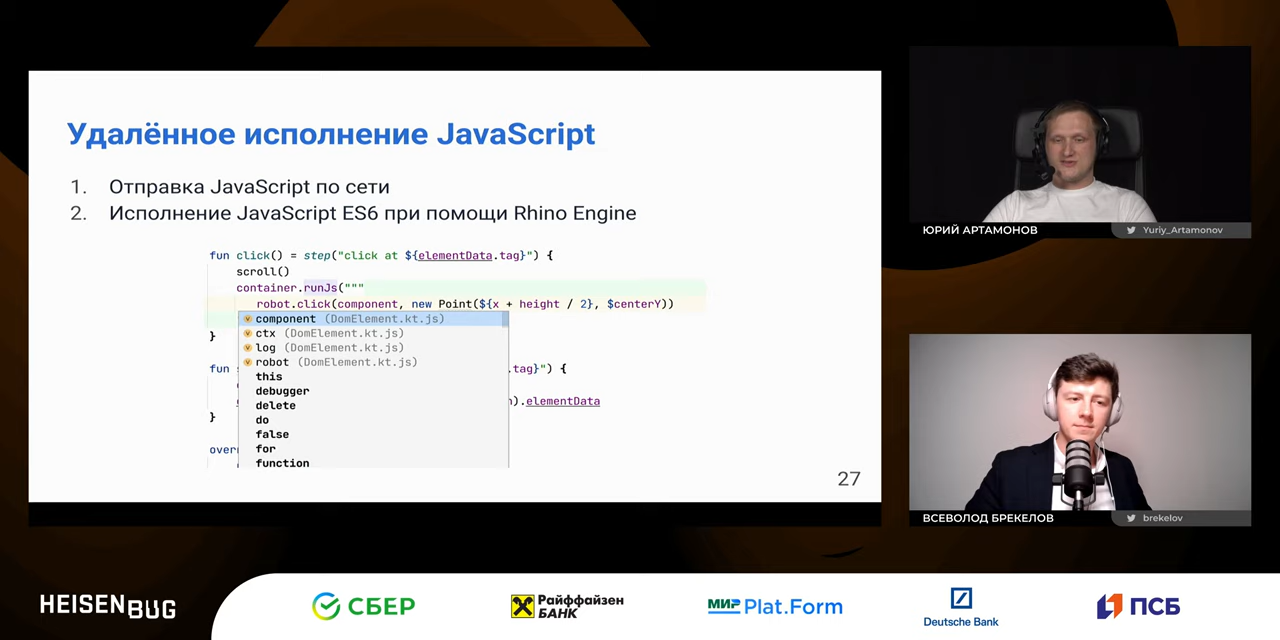 Удалённое исполнение JavaScript
1. Отправка JavaScript по сети
2. Исполнение JavaScript ES6 при помощи Rhino Engine
fun click() = step("click at ${elementData.tag}") {
scroll()
container.runJs("""
robot.click(component, new Point(${x + height / 2}, $centerY))
component (DomElement.kt.js)
ctx (DomElement.kt.js)
log (DomElement.kt.js)
robot (DomElement.kt.js)
this
debugger
delete
do
false
for
function
}
fun
.tag}") {
).elementData
}
over
27
ЮРИЙ АРТАМОНОВ
Yuriy_Artamonov
ВСЕВОЛОД БРЕКЕЛОВ
brekelov
HEISENBUG
СБЕР
Райффайзен
БАНК
МИР Plat.Form
Deutsche Bank
ПСБ